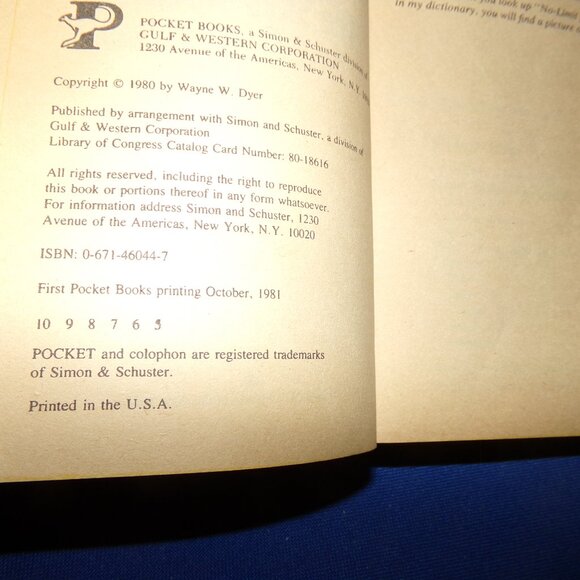 P
POCKET BOOKS, a Simon & Schuster division of
GULF & WESTERN CORPORATION
1230 Avenue of the Americas, New York, N.Y.
Copyright © 1980 by Wayne W. Dyer
Published by arrangement with Simon and Schuster, a division of
Gulf & Western Corporation
Library of Congress Catalog Card Number: 80-18616
All rights reserved, including the right to reproduce
this book or portions thereof in any form whatsoever.
For information address Simon and Schuster, 1230
Avenue of the Americas, New York, N.Y. 10020
ISBN: 0-671-46044-7
First Pocket Books printing October, 1981
10 9 8 7 6 5
POCKET and colophon are registered trademarks
of Simon & Schuster.
Printed in the U.S.A.
you look up "No-Limit
in my dictionary, you will find a picture